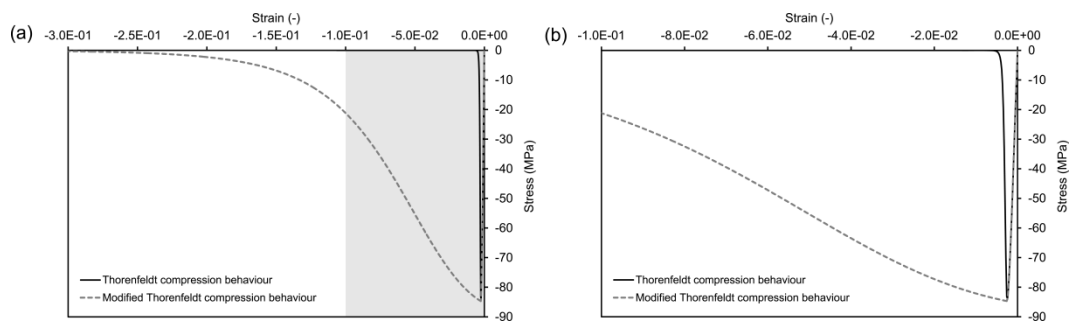 (a)
Strain (-)
-3.0E-01 -2.5E-01 -2.0E-01 -1.5E-01 -1.0E-01 -5.0E-02 0.0E+00
0
-10
-20
-30
-40
-50
-60
-70
-80
-90
Stress (MPa)
Thorenfeldt compression behaviour
Modified Thorenfeldt compression behaviour
(b)
Strain (-)
-1.0E-01 -8.0E-02 -6.0E-02 -4.0E-02 -2.0E-02 0.0E+00
0
-10
-20
-30
-40
-50
-60
-70
-80
-90
Stress (MPa)
Thorenfeldt compression behaviour
Modified Thorenfeldt compression behaviour